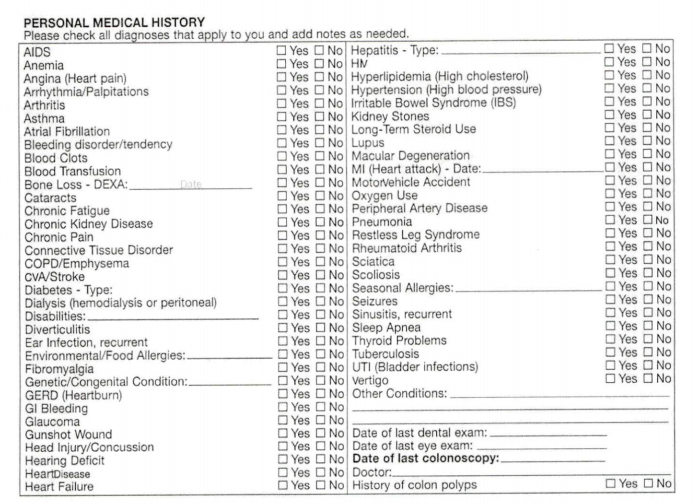 PERSONAL MEDICAL HISTORY
Please check all diagnoses that apply to you and add notes as needed.
AIDS ☐ Yes ☐ No
Anemia ☐ Yes ☐ No
Angina (Heart pain) ☐ Yes ☐ No
Arrhythmia/Palpitations ☐ Yes ☐ No
Arthritis ☐ Yes ☐ No
Asthma ☐ Yes ☐ No
Atrial Fibrillation ☐ Yes ☐ No
Bleeding disorder/tendency ☐ Yes ☐ No
Blood Clots ☐ Yes ☐ No
Blood Transfusion ☐ Yes ☐ No
Bone Loss - DEXA: Date ☐ Yes ☐ No
Cataracts ☐ Yes ☐ No
Chronic Fatigue ☐ Yes ☐ No
Chronic Kidney Disease ☐ Yes ☐ No
Chronic Pain ☐ Yes ☐ No
Connective Tissue Disorder ☐ Yes ☐ No
COPD/Emphysema ☐ Yes ☐ No
CVA/Stroke ☐ Yes ☐ No
Diabetes - Type: ☐ Yes ☐ No
Dialysis (hemodialysis or peritoneal) ☐ Yes ☐ No
Disabilities: ☐ Yes ☐ No
Diverticulitis ☐ Yes ☐ No
Ear Infection, recurrent ☐ Yes ☐ No
Environmental/Food Allergies: ☐ Yes ☐ No
Fibromyalgia ☐ Yes ☐ No
Genetic/Congenital Condition: ☐ Yes ☐ No
GERD (Heartburn) ☐ Yes ☐ No
GI Bleeding ☐ Yes ☐ No
Glaucoma ☐ Yes ☐ No
Gunshot Wound ☐ Yes ☐ No
Head Injury/Concussion ☐ Yes ☐ No
Hearing Deficit ☐ Yes ☐ No
HeartDisease ☐ Yes ☐ No
Heart Failure ☐ Yes ☐ No
Hepatitis - Type: ☐ Yes ☐ No
HIV ☐ Yes ☐ No
Hyperlipidemia (High cholesterol) ☐ Yes ☐ No
Hypertension (High blood pressure) ☐ Yes ☐ No
Irritable Bowel Syndrome (IBS) ☐ Yes ☐ No
Kidney Stones ☐ Yes ☐ No
Long-Term Steroid Use ☐ Yes ☐ No
Lupus ☐ Yes ☐ No
Macular Degeneration ☐ Yes ☐ No
MI (Heart attack) - Date: ☐ Yes ☐ No
MotorVehicle Accident ☐ Yes ☐ No
Oxygen Use ☐ Yes ☐ No
Peripheral Artery Disease ☐ Yes ☐ No
Pneumonia ☐ Yes ☐ No
Restless Leg Syndrome ☐ Yes ☐ No
Rheumatoid Arthritis ☐ Yes ☐ No
Sciatica ☐ Yes ☐ No
Scoliosis ☐ Yes ☐ No
Seasonal Allergies: ☐ Yes ☐ No
Seizures ☐ Yes ☐ No
Sinusitis, recurrent ☐ Yes ☐ No
Sleep Apnea ☐ Yes ☐ No
Thyroid Problems ☐ Yes ☐ No
Tuberculosis ☐ Yes ☐ No
UTI (Bladder infections) ☐ Yes ☐ No
Vertigo ☐ Yes ☐ No
Other Conditions:
Date of last dental exam:
Date of last eye exam:
Date of last colonoscopy:
Doctor:
History of colon polyps ☐ Yes ☐ No